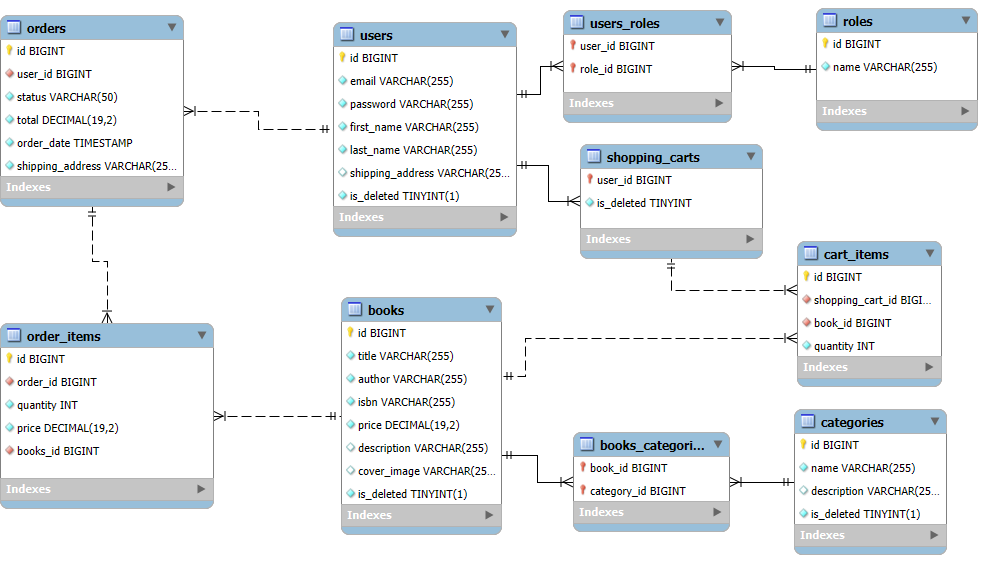 orders
id BIGINT
user_id BIGINT
status VARCHAR(50)
total DECIMAL(19,2)
order_date TIMESTAMP
shipping_address VARCHAR(25...
Indexes
users
id BIGINT
email VARCHAR(255)
password VARCHAR(255)
first_name VARCHAR(255)
last_name VARCHAR(255)
shipping_address VARCHAR(25...
is_deleted TINYINT(1)
Indexes
users_roles
user_id BIGINT
role_id BIGINT
Indexes
roles
id BIGINT
name VARCHAR(255)
Indexes
shopping_carts
user_id BIGINT
is_deleted TINYINT
Indexes
cart_items
id BIGINT
shopping_cart_id BIGI...
book_id BIGINT
quantity INT
Indexes
order_items
id BIGINT
order_id BIGINT
quantity INT
price DECIMAL(19,2)
books_id BIGINT
Indexes
books
id BIGINT
title VARCHAR(255)
author VARCHAR(255)
isbn VARCHAR(255)
price DECIMAL(19,2)
description VARCHAR(255)
cover_image VARCHAR(25...
is_deleted TINYINT(1)
Indexes
books_categori...
book_id BIGINT
category_id BIGINT
Indexes
categories
id BIGINT
name VARCHAR(255)
description VARCHAR(25...
is_deleted TINYINT(1)
Indexes